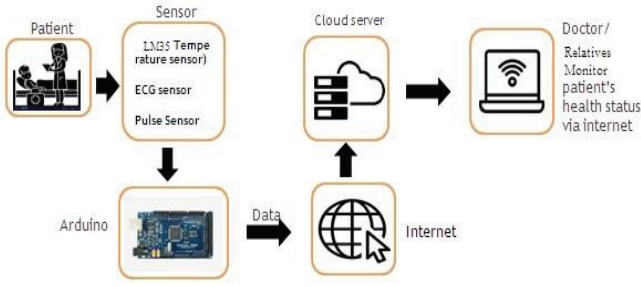 Patient
Sensor
LM35 Tempe
rature sensor)
ECG sensor
Pulse Sensor
Cloud server
Doctor/
Relatives
Monitor
patient's
health status
via internet
Arduino
Data
Internet